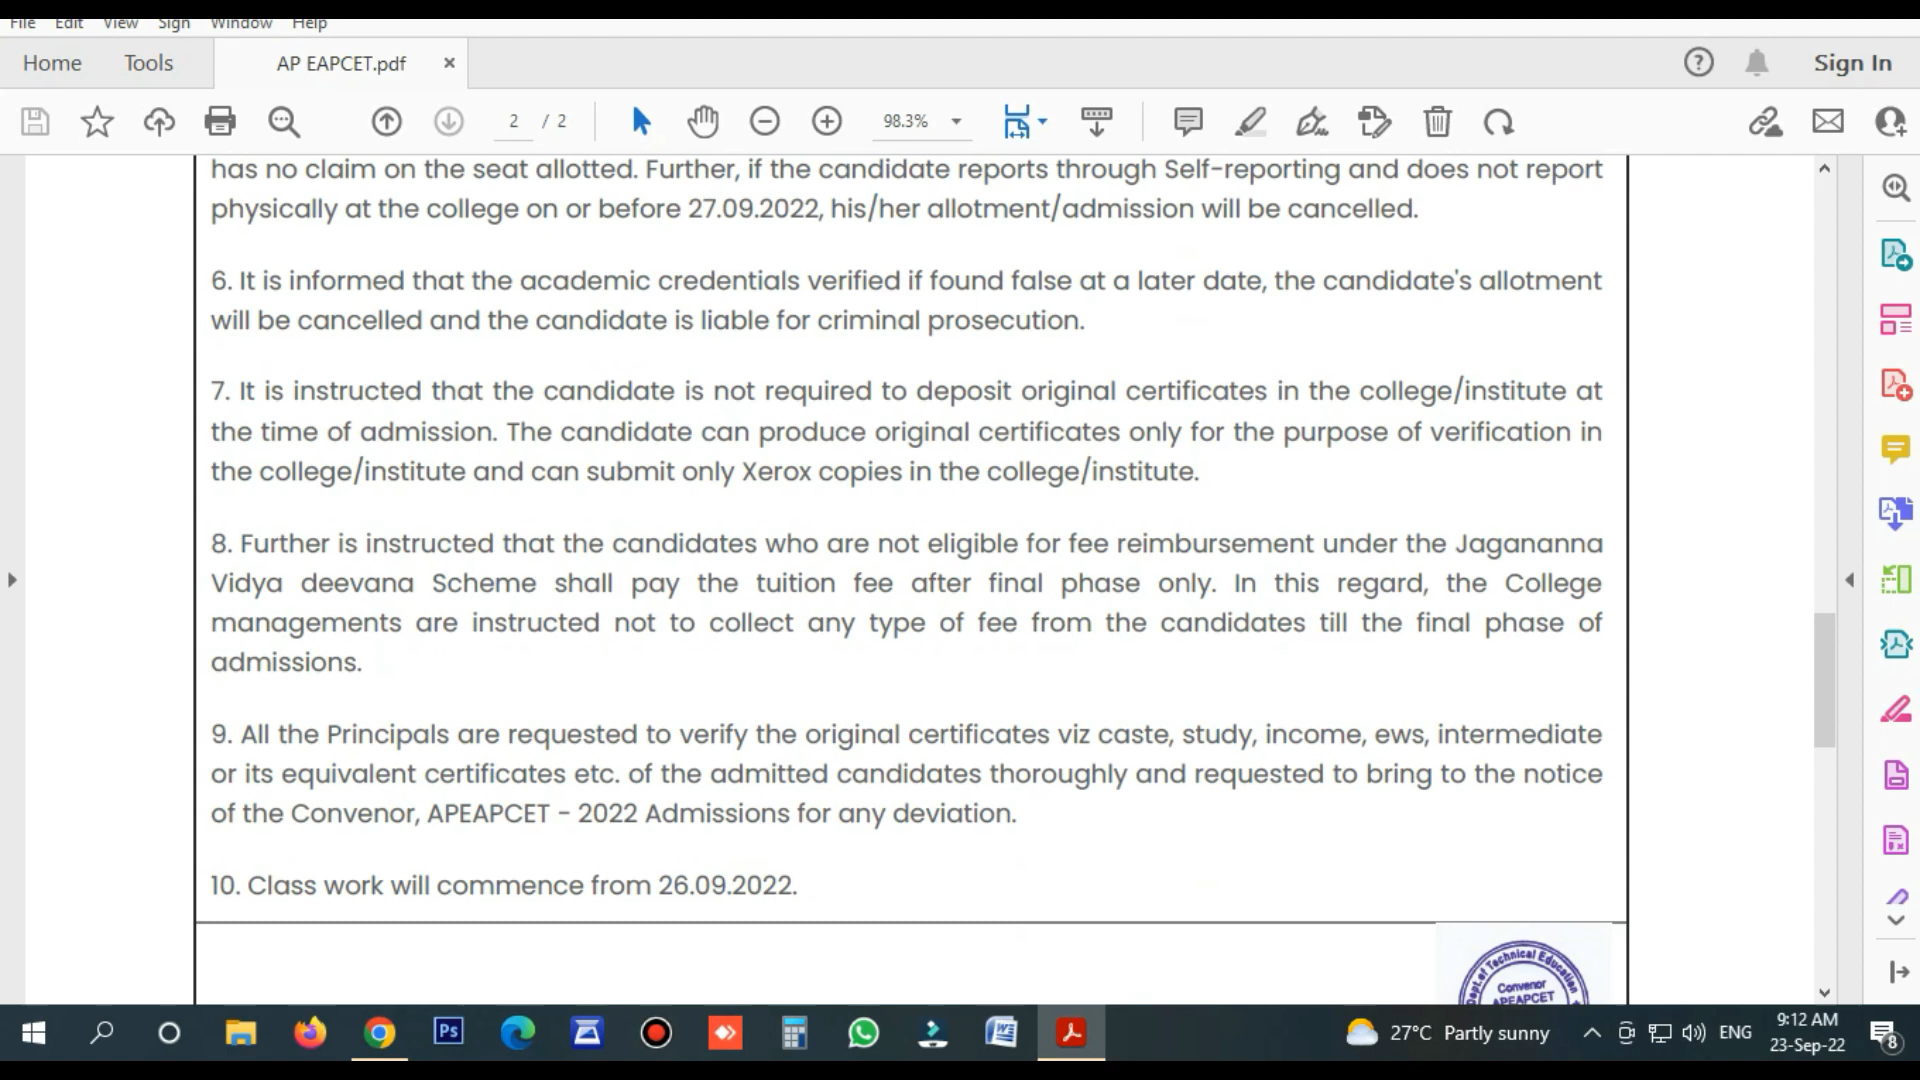 File Edit View Sign Window Help
Home Tools AP EAPCET.pdf × Sign In
2 / 2 98.3%
has no claim on the seat allotted. Further, if the candidate reports through Self-reporting and does not report
physically at the college on or before 27.09.2022, his/her allotment/admission will be cancelled.
6. It is informed that the academic credentials verified if found false at a later date, the candidate's allotment
will be cancelled and the candidate is liable for criminal prosecution.
7. It is instructed that the candidate is not required to deposit original certificates in the college/institute at
the time of admission. The candidate can produce original certificates only for the purpose of verification in
the college/institute and can submit only Xerox copies in the college/institute.
8. Further is instructed that the candidates who are not eligible for fee reimbursement under the Jagananna
Vidya deevana Scheme shall pay the tuition fee after final phase only. In this regard, the College
managements are instructed not to collect any type of fee from the candidates till the final phase of
admissions.
9. All the Principals are requested to verify the original certificates viz caste, study, income, ews, intermediate
or its equivalent certificates etc. of the admitted candidates thoroughly and requested to bring to the notice
of the Convenor, APEAPCET - 2022 Admissions for any deviation.
10. Class work will commence from 26.09.2022.
Dept. of Technical Education
Convenor
APEAPCET
Ps
27°C Partly sunny ENG 9:12 AM
23-Sep-22
8